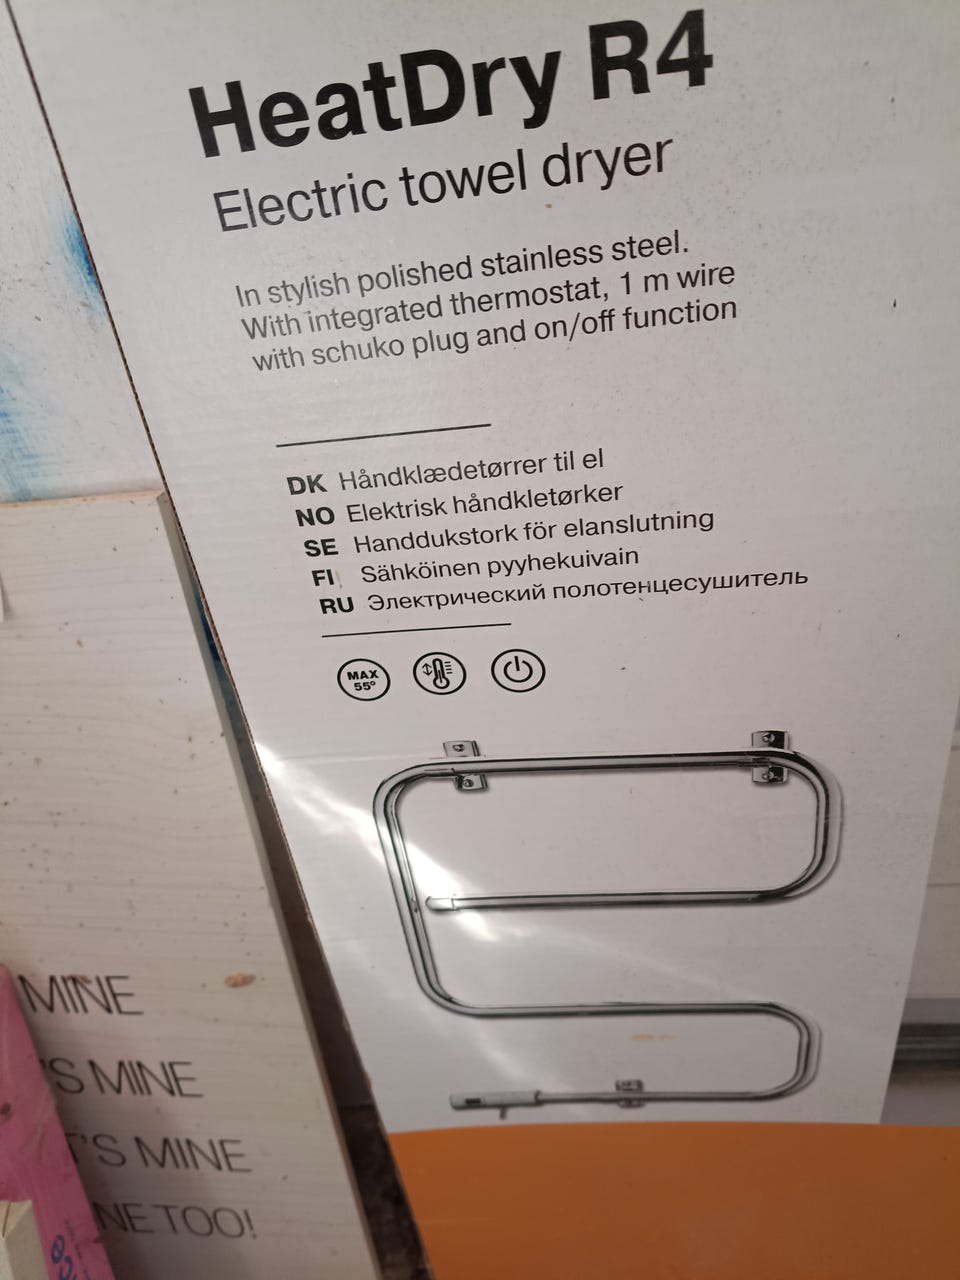 HeatDry R4
Electric towel dryer
In stylish polished stainless steel.
With integrated thermostat, 1 m wire
with schuko plug and on/off function
DK Håndklædetørrer til el
NO Elektrisk håndkletørker
SE Handdukstork för elanslutning
FI Sähköinen pyyhekuivain
RU Электрический полотенцесушитель
MAX
55°
MINE
'S MINE
T'S MINE
NE TOO!